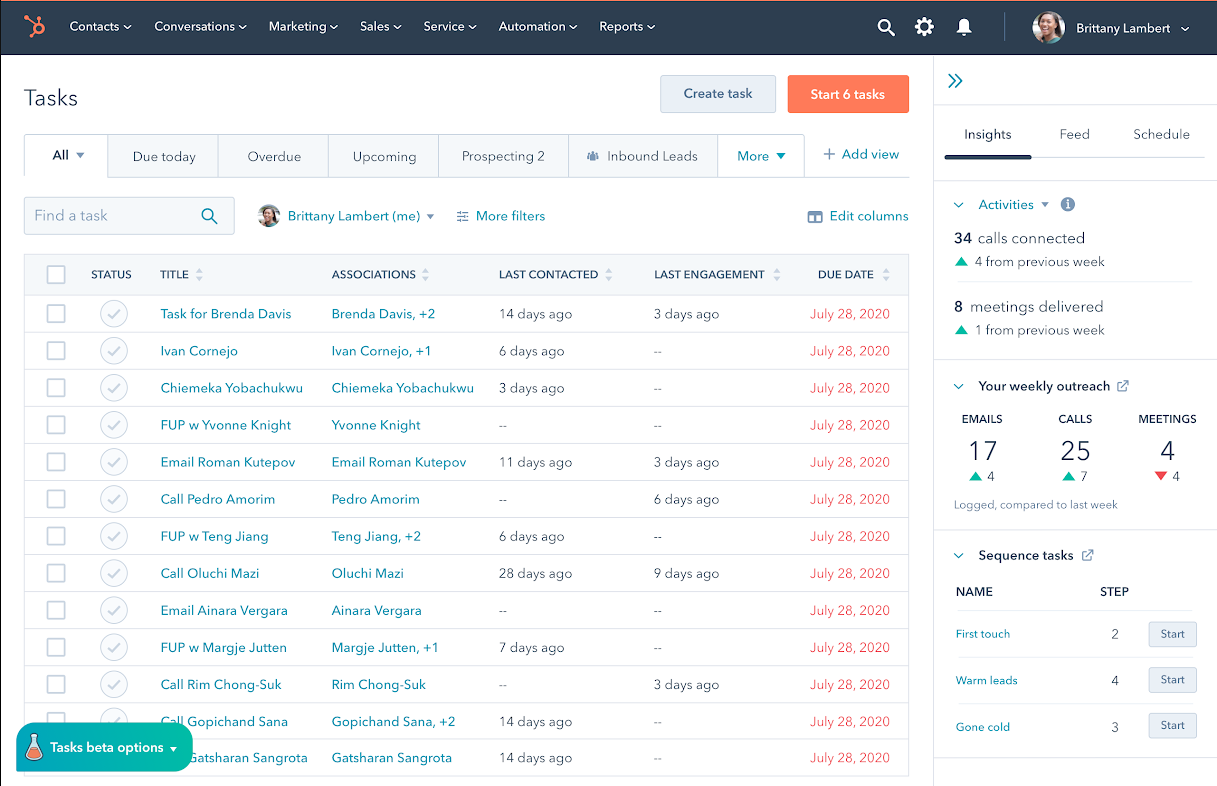 Contacts Conversations Marketing Sales Service Automation Reports Brittany Lambert
Tasks
Create task
Start 6 tasks
All Due today Overdue Upcoming Prospecting 2 Inbound Leads More + Add view
Find a task
Brittany Lambert (me)
More filters
Edit columns
STATUS TITLE ASSOCIATIONS LAST CONTACTED LAST ENGAGEMENT DUE DATE
Task for Brenda Davis Brenda Davis, +2 14 days ago 3 days ago July 28, 2020
Ivan Cornejo Ivan Cornejo, +1 6 days ago -- July 28, 2020
Chiemeka Yobachukwu Chiemeka Yobachukwu 3 days ago -- July 28, 2020
FUP w Yvonne Knight Yvonne Knight -- -- July 28, 2020
Email Roman Kutepov Email Roman Kutepov 11 days ago 3 days ago July 28, 2020
Call Pedro Amorim Pedro Amorim -- 6 days ago July 28, 2020
FUP w Teng Jiang Teng Jiang, +2 6 days ago -- July 28, 2020
Call Oluchi Mazi Oluchi Mazi 28 days ago 9 days ago July 28, 2020
Email Ainara Vergara Ainara Vergara -- -- July 28, 2020
FUP w Margje Jutten Margje Jutten, +1 7 days ago -- July 28, 2020
Call Rim Chong-Suk Rim Chong-Suk -- 3 days ago July 28, 2020
Call Gopichand Sana Gopichand Sana, +2 14 days ago -- July 28, 2020
Gatsharan Sangrota Gatsharan Sangrota 14 days ago -- July 28, 2020
Tasks beta options
Insights Feed Schedule
Activities
34 calls connected
4 from previous week
8 meetings delivered
1 from previous week
Your weekly outreach
EMAILS CALLS MEETINGS
17 25 4
4 7 4
Logged, compared to last week
Sequence tasks
NAME STEP
First touch 2 Start
Warm leads 4 Start
Gone cold 3 Start